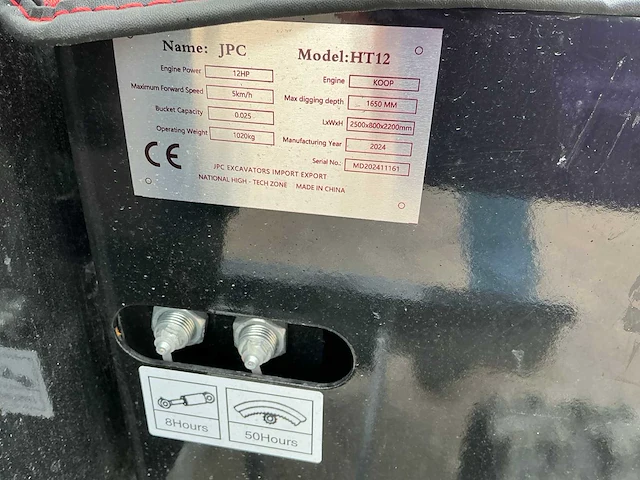 Name: JPC Model:HT12
Engine Power 12HP Engine KOOP
Maximum Forward Speed 5km/h Max digging depth 1650 MM
Bucket Capacity 0.025 LxWxH 2500x800x2200mm
Operating Weight 1020kg Manufacturing Year 2024
Serial No.: MD202411161
CE
JPC EXCAVATORS IMPORT EXPORT
NATIONAL HIGH - TECH ZONE MADE IN CHINA
8Hours 50Hours